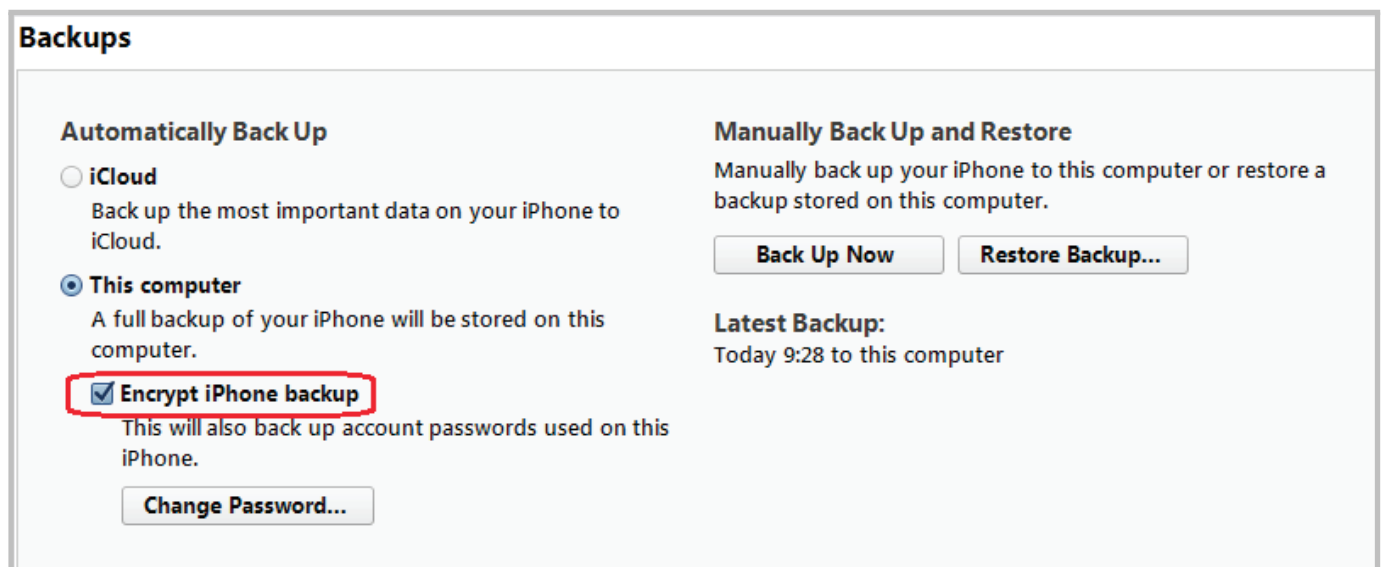 Backups
Automatically Back Up
iCloud
Back up the most important data on your iPhone to
iCloud.
This computer
A full backup of your iPhone will be stored on this
computer.
Encrypt iPhone backup
This will also back up account passwords used on this
iPhone.
Change Password...
Manually Back Up and Restore
Manually back up your iPhone to this computer or restore a
backup stored on this computer.
Back Up Now
Restore Backup...
Latest Backup:
Today 9:28 to this computer